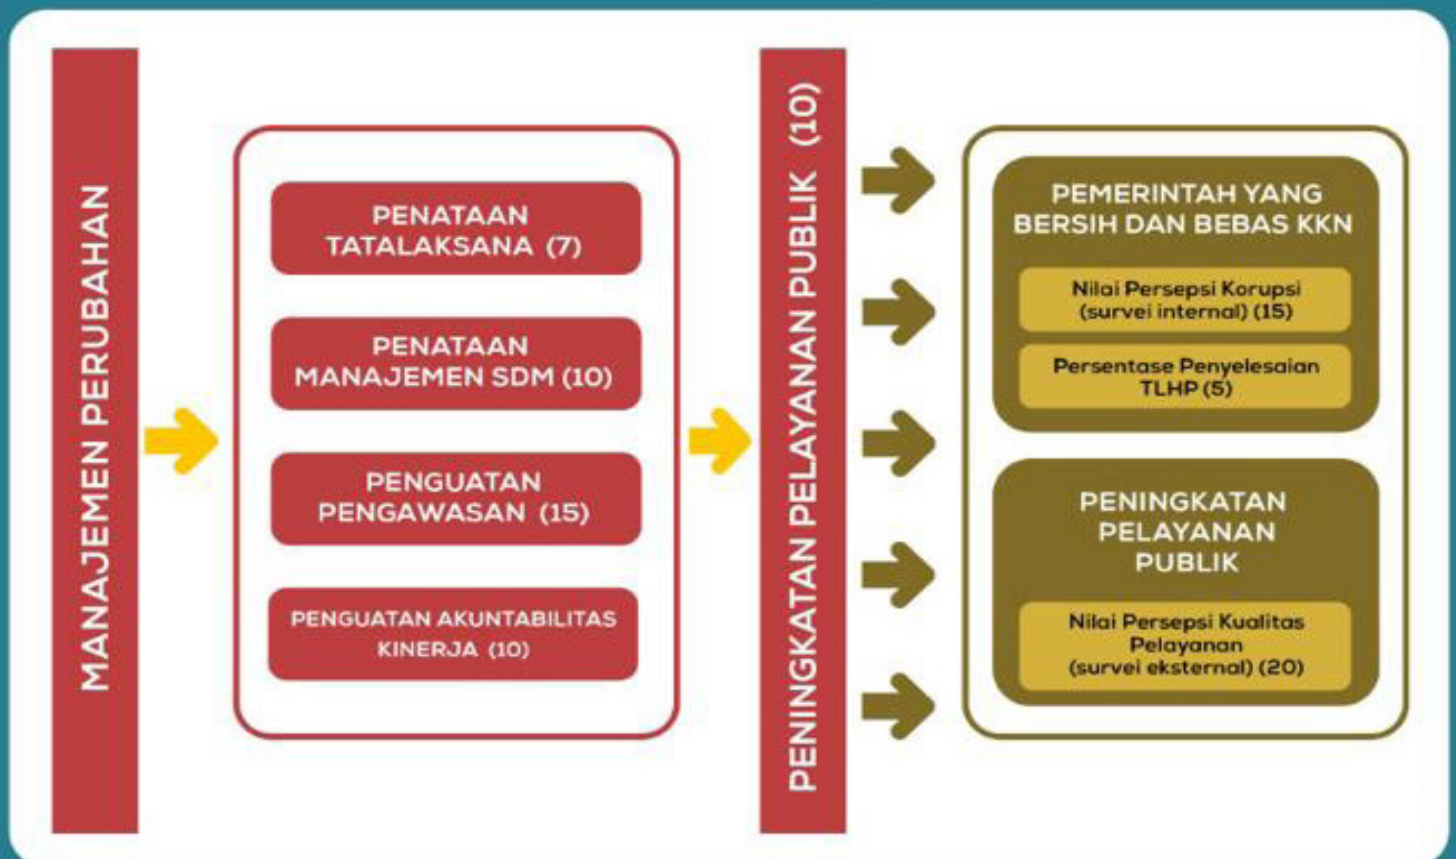 MANAJEMEN PERUBAHAN
PENATAAN
TATALAKSANA (7)
PENATAAN
MANAJEMEN SDM (10)
PENGUATAN
PENGAWASAN (15)
PENGUATAN AKUNTABILITAS
KINERJA (10)
PENINGKATAN PELAYANAN PUBLIK (10)
PEMERINTAH YANG
BERSIH DAN BEBAS KKN
Nilai Persepsi Korupsi
(survei internal) (15)
Persentase Penyelesaian
TLHP (5)
PENINGKATAN
PELAYANAN
PUBLIK
Nilai Persepsi Kualitas
Pelayanan
(survei eksternal) (20)